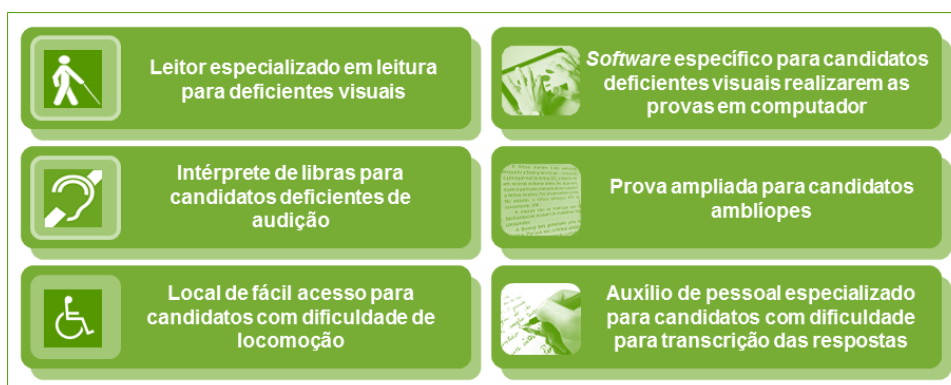 Leitor especializado em leitura
para deficientes visuais
Software específico para candidatos
deficientes visuais realizarem as
provas em computador
Intérprete de libras para
candidatos deficientes de
audição
Prova ampliada para candidatos
amblíopes
Local de fácil acesso para
candidatos com dificuldade de
locomoção
Auxílio de pessoal especializado
para candidatos com dificuldade
para transcrição das respostas